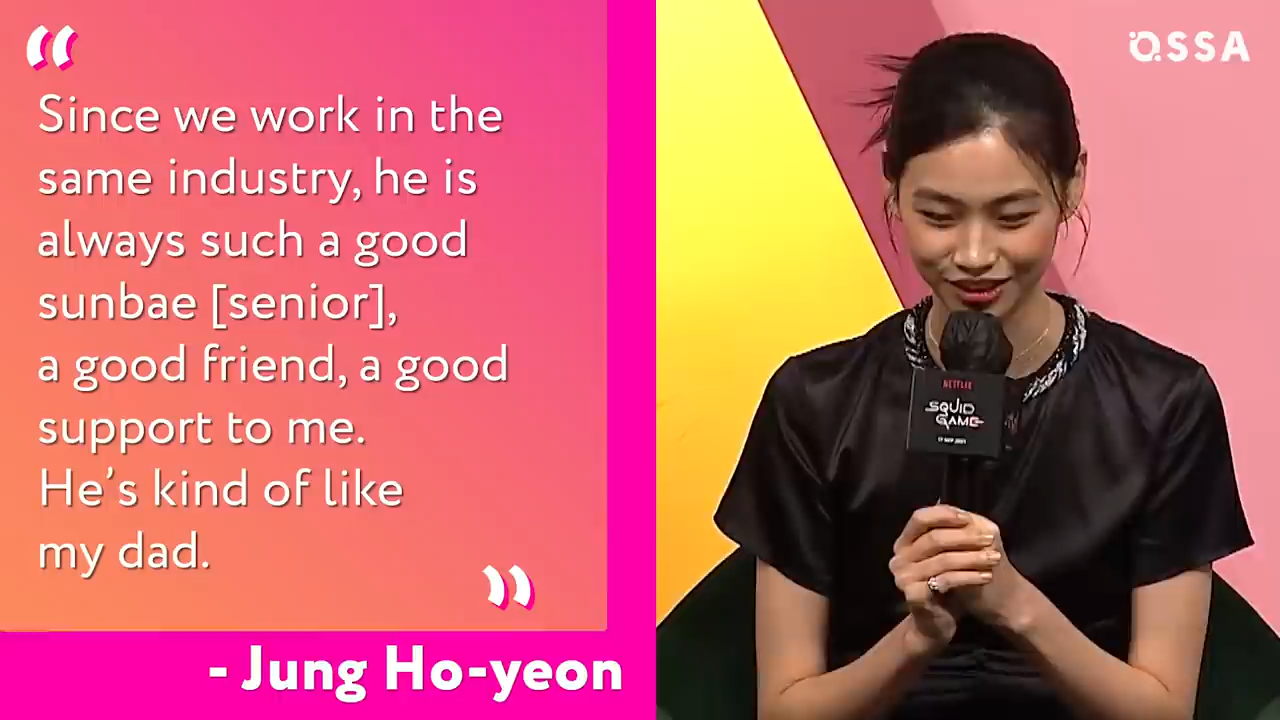 “
Since we work in the
same industry, he is
always such a good
sunbae [senior],
a good friend, a good
support to me.
He’s kind of like
my dad.
”
- Jung Ho-yeon
QSSA
NETFLIX
SQUID
GAME